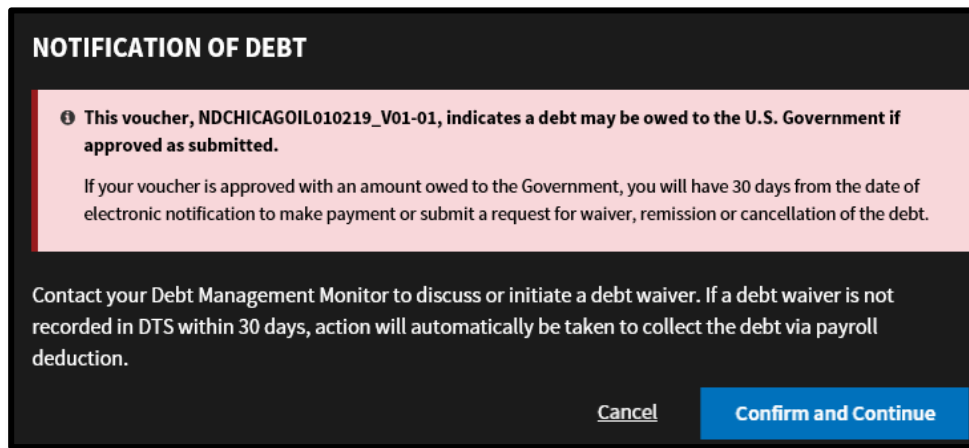 NOTIFICATION OF DEBT
This voucher, NDCHICAGOIL010219_V01-01, indicates a debt may be owed to the U.S. Government if
approved as submitted.
If your voucher is approved with an amount owed to the Government, you will have 30 days from the date of
electronic notification to make payment or submit a request for waiver, remission or cancellation of the debt.
Contact your Debt Management Monitor to discuss or initiate a debt waiver. If a debt waiver is not
recorded in DTS within 30 days, action will automatically be taken to collect the debt via payroll
deduction.
Cancel Confirm and Continue